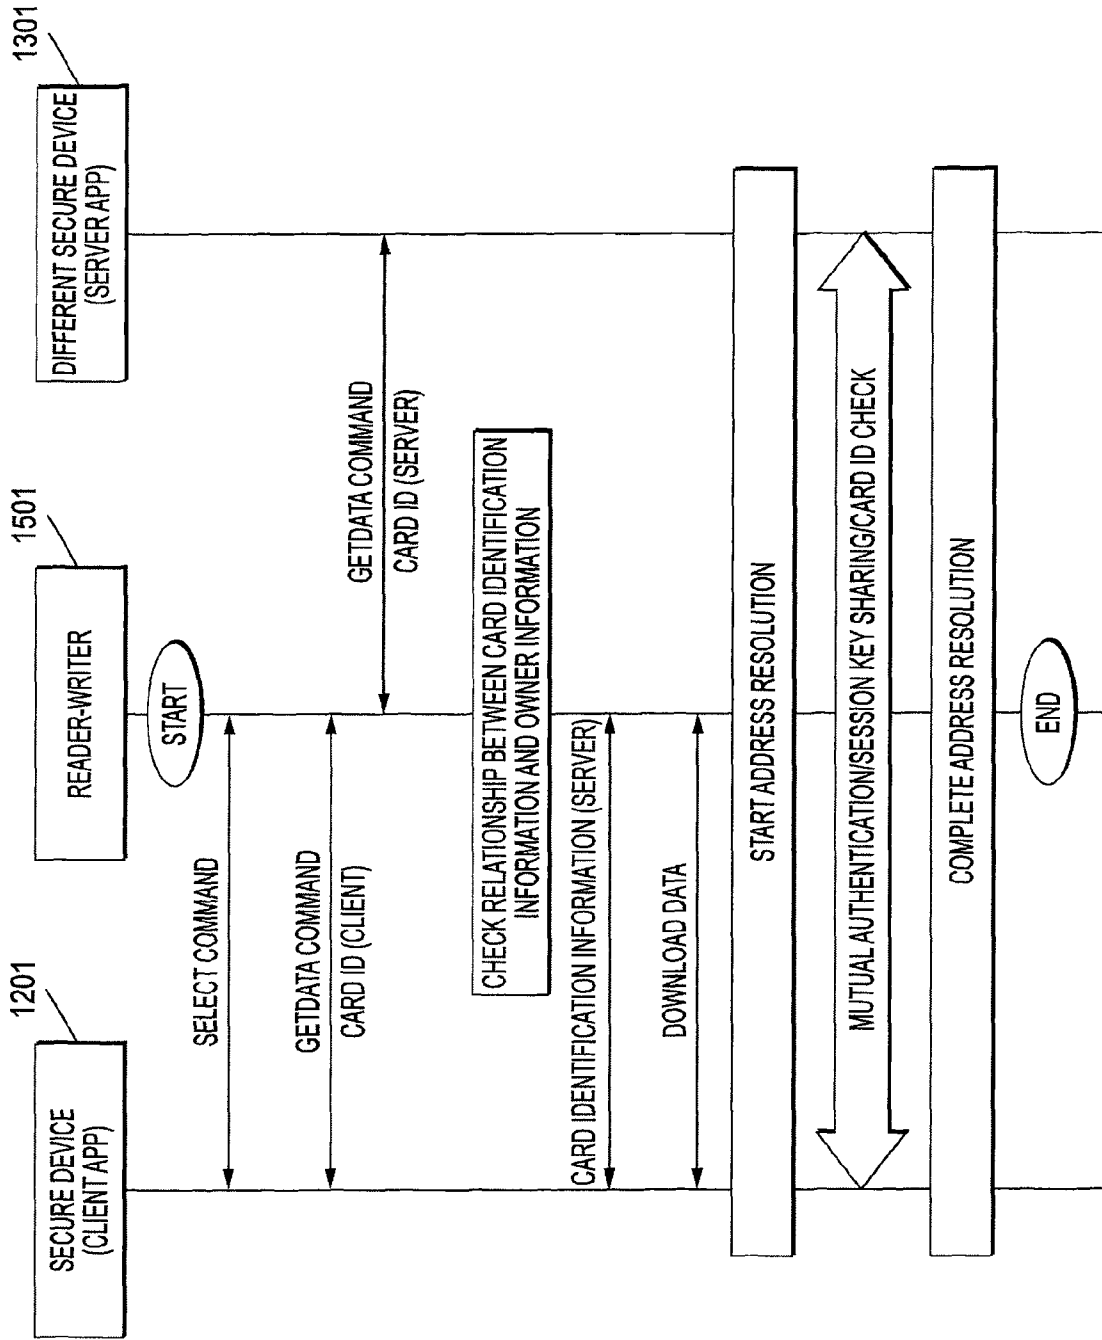 1201
SECURE DEVICE
(CLIENT APP)
1501
READER-WRITER
1301
DIFFERENT SECURE DEVICE
(SERVER APP)
START
SELECT COMMAND
GETDATA COMMAND
CARD ID (CLIENT)
GETDATA COMMAND
CARD ID (SERVER)
CHECK RELATIONSHIP BETWEEN CARD IDENTIFICATION
INFORMATION AND OWNER INFORMATION
CARD IDENTIFICATION INFORMATION (SERVER)
DOWNLOAD DATA
START ADDRESS RESOLUTION
MUTUAL AUTHENTICATION/SESSION KEY SHARING/CARD ID CHECK
COMPLETE ADDRESS RESOLUTION
END